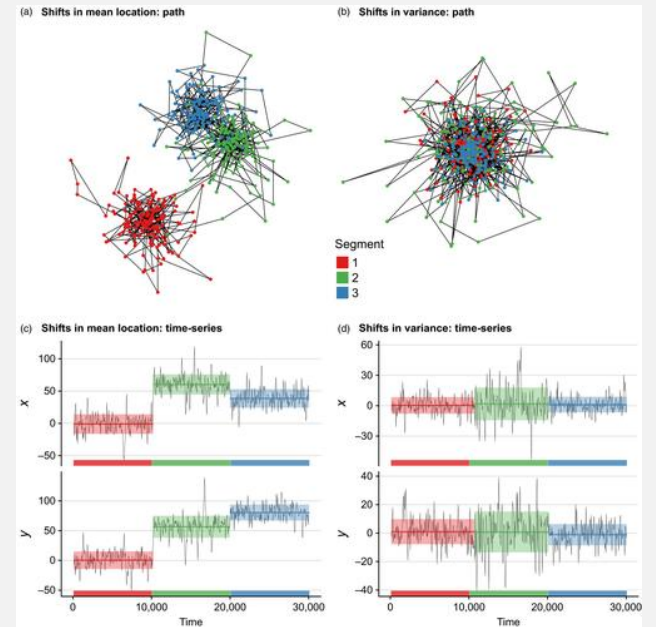 (a) Shifts in mean location: path
(b) Shifts in variance: path
Segment
1
2
3
(c) Shifts in mean location: time-series
100
50
0
−50
x
100
50
0
−50
y
0
10,000
20,000
30,000
Time
(d) Shifts in variance: time-series
60
30
0
−30
x
40
20
0
−20
−40
y
0
10,000
20,000
30,000
Time